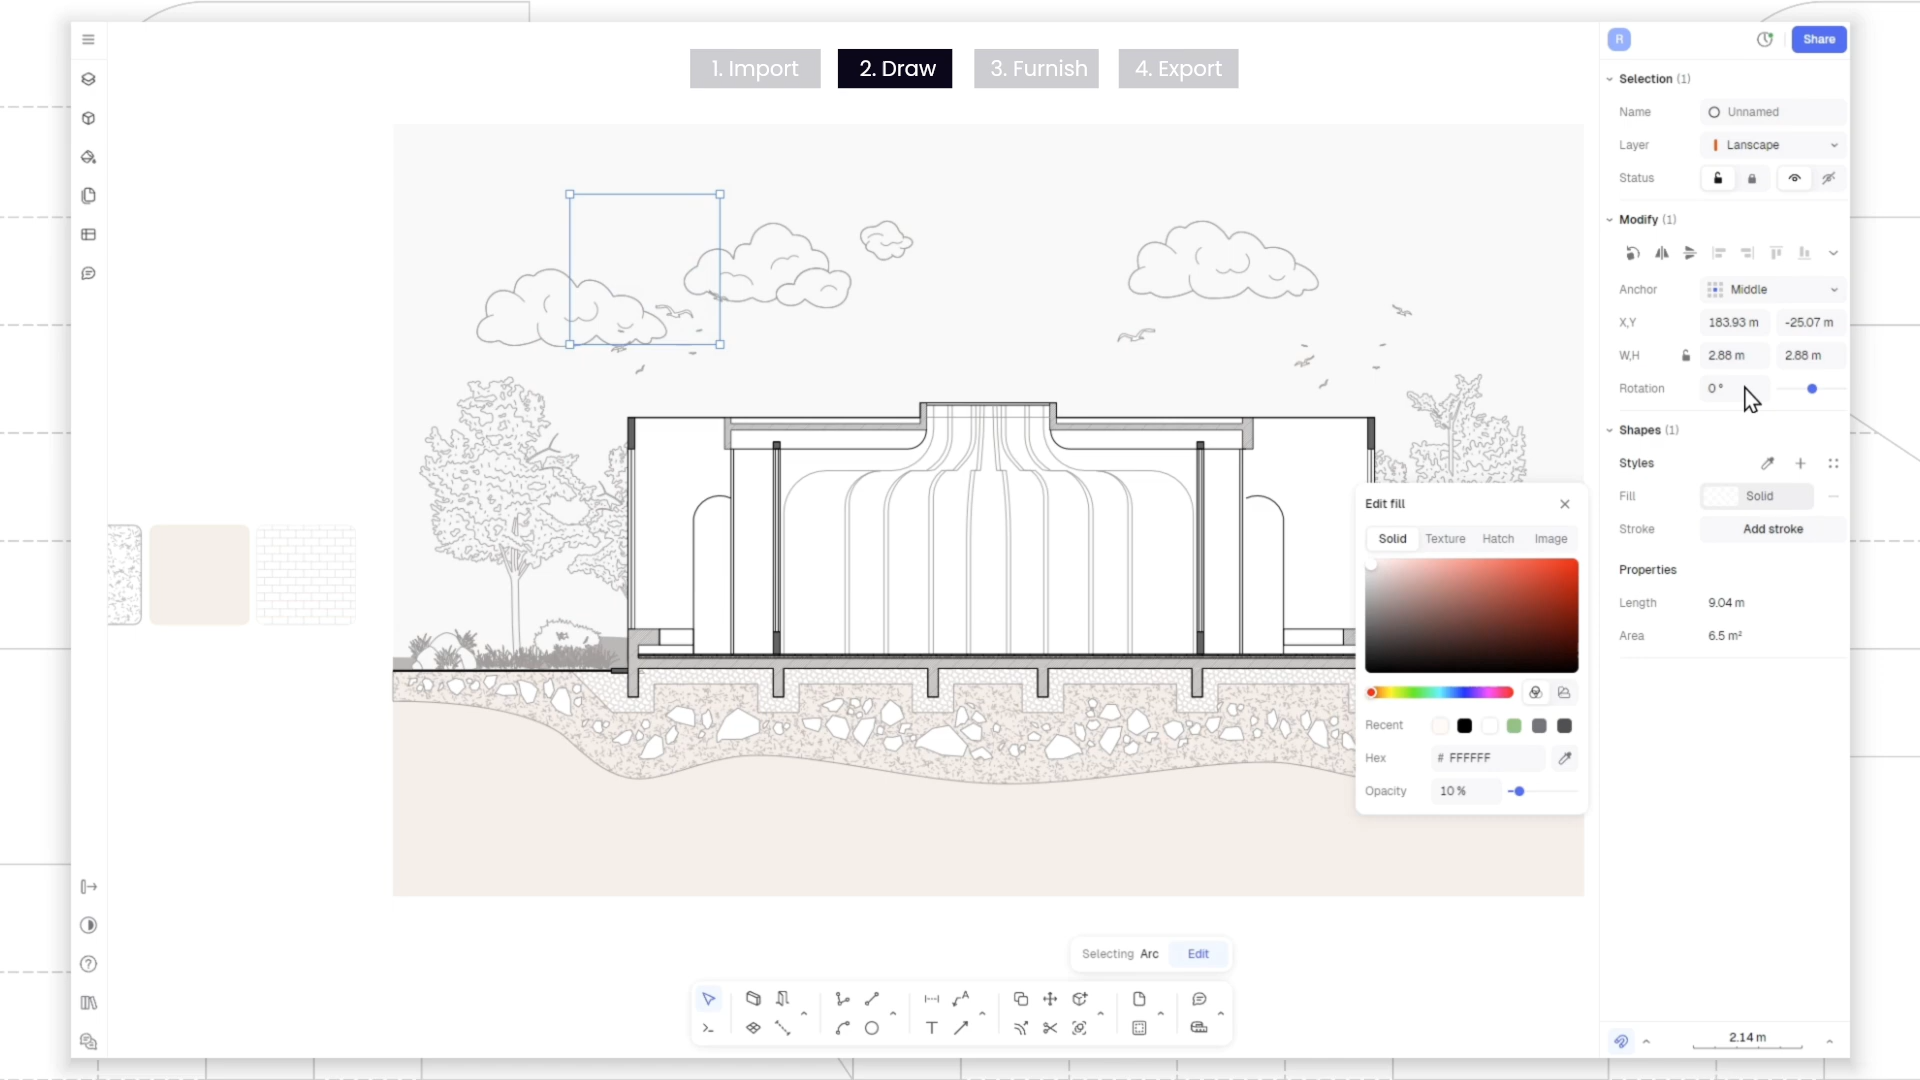 1. Import
2. Draw
3. Furnish
4. Export
R
Share
Selection (1)
Name Unnamed
Layer Lanscape
Status
Modify (1)
Anchor Middle
X,Y 183.93 m -25.07 m
W,H 2.88 m 2.88 m
Rotation 0 °
Shapes (1)
Styles
Fill Solid
Stroke Add stroke
Properties
Length 9.04 m
Area 6.5 m²
Edit fill
Solid Texture Hatch Image
Recent
Hex # FFFFFF
Opacity 10 %
Selecting Arc Edit
2.14 m